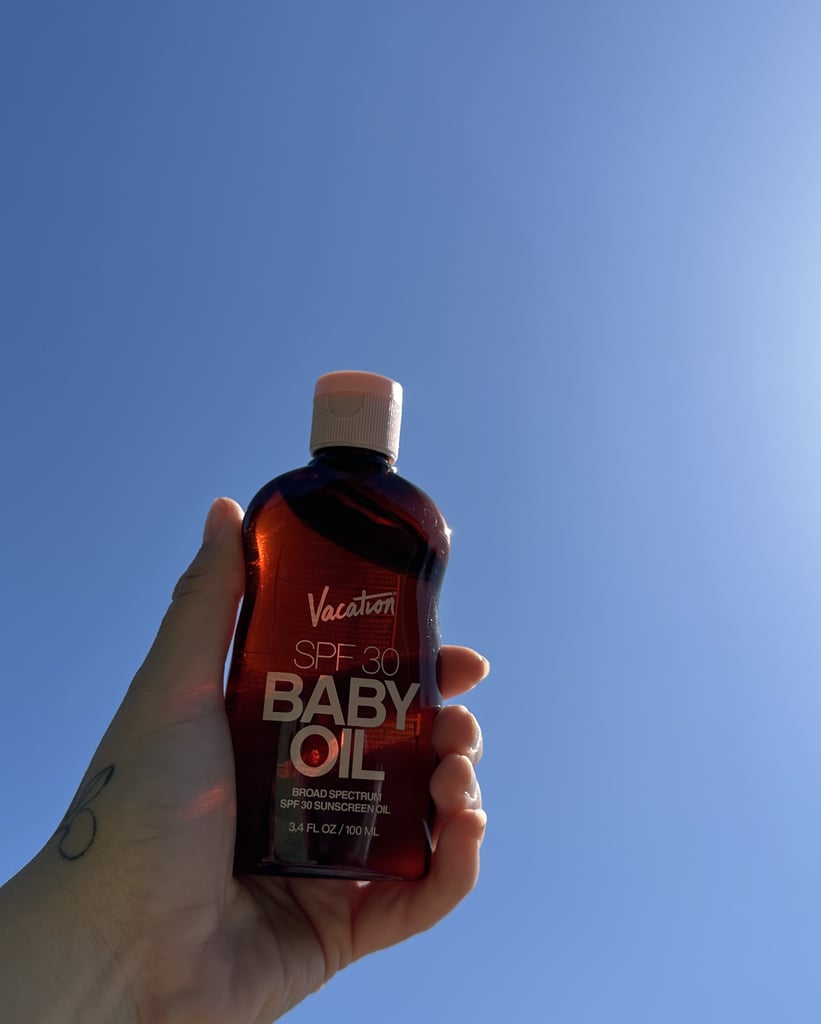 Vacation®
SPF 30
BABY
OIL
BROAD SPECTRUM
SPF 30 SUNSCREEN OIL
3.4 FL OZ / 100 ML